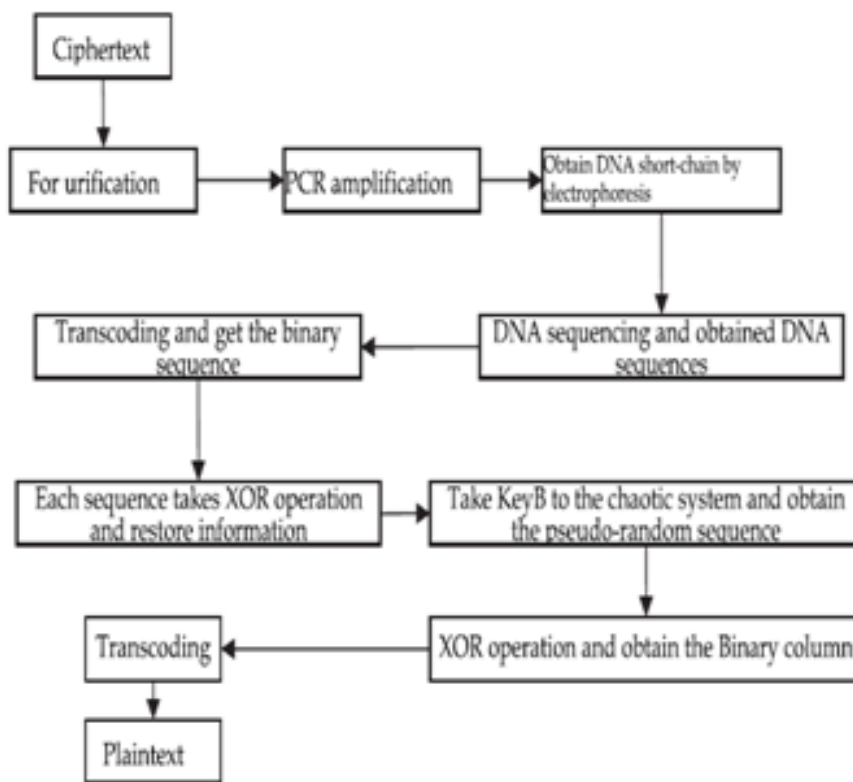 Ciphertext
For urification
PCR amplification
Obtain DNA short-chain by
electrophoresis
DNA sequencing and obtained DNA
sequences
Transcoding and get the binary
sequence
Each sequence takes XOR operation
and restore information
Take KeyB to the chaotic system and obtain
the pseudo-random sequence
XOR operation and obtain the Binary column
Transcoding
Plaintext